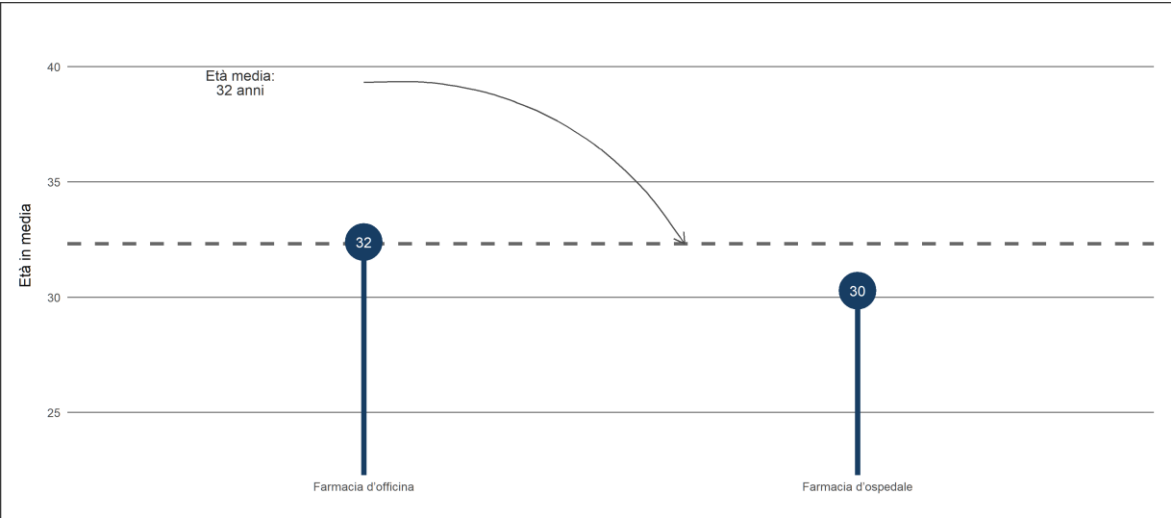 40
Età media:
32 anni
35
Età in media
32
30
30
25
Farmacia d'officina
Farmacia d'ospedale